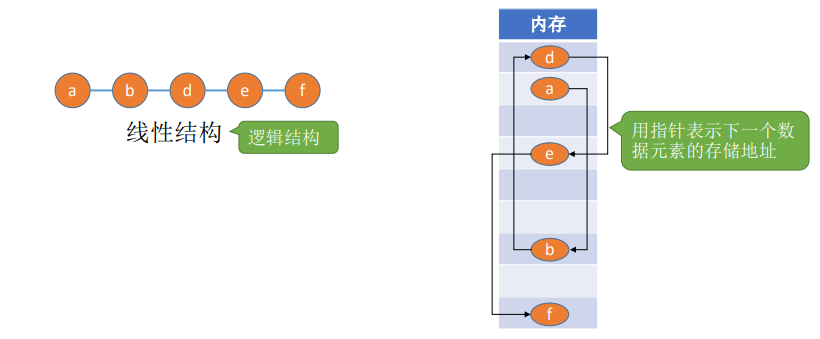 a b d e f
线性结构
逻辑结构
内存
d
a
e
b
f
用指针表示下一个数
据元素的存储地址